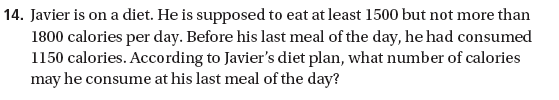 14. Javier is on a diet. He is supposed to eat at least 1500 but not more than
1800 calories per day. Before his last meal of the day, he had consumed
1150 calories. According to Javier's diet plan, what number of calories
may he consume at his last meal of the day?